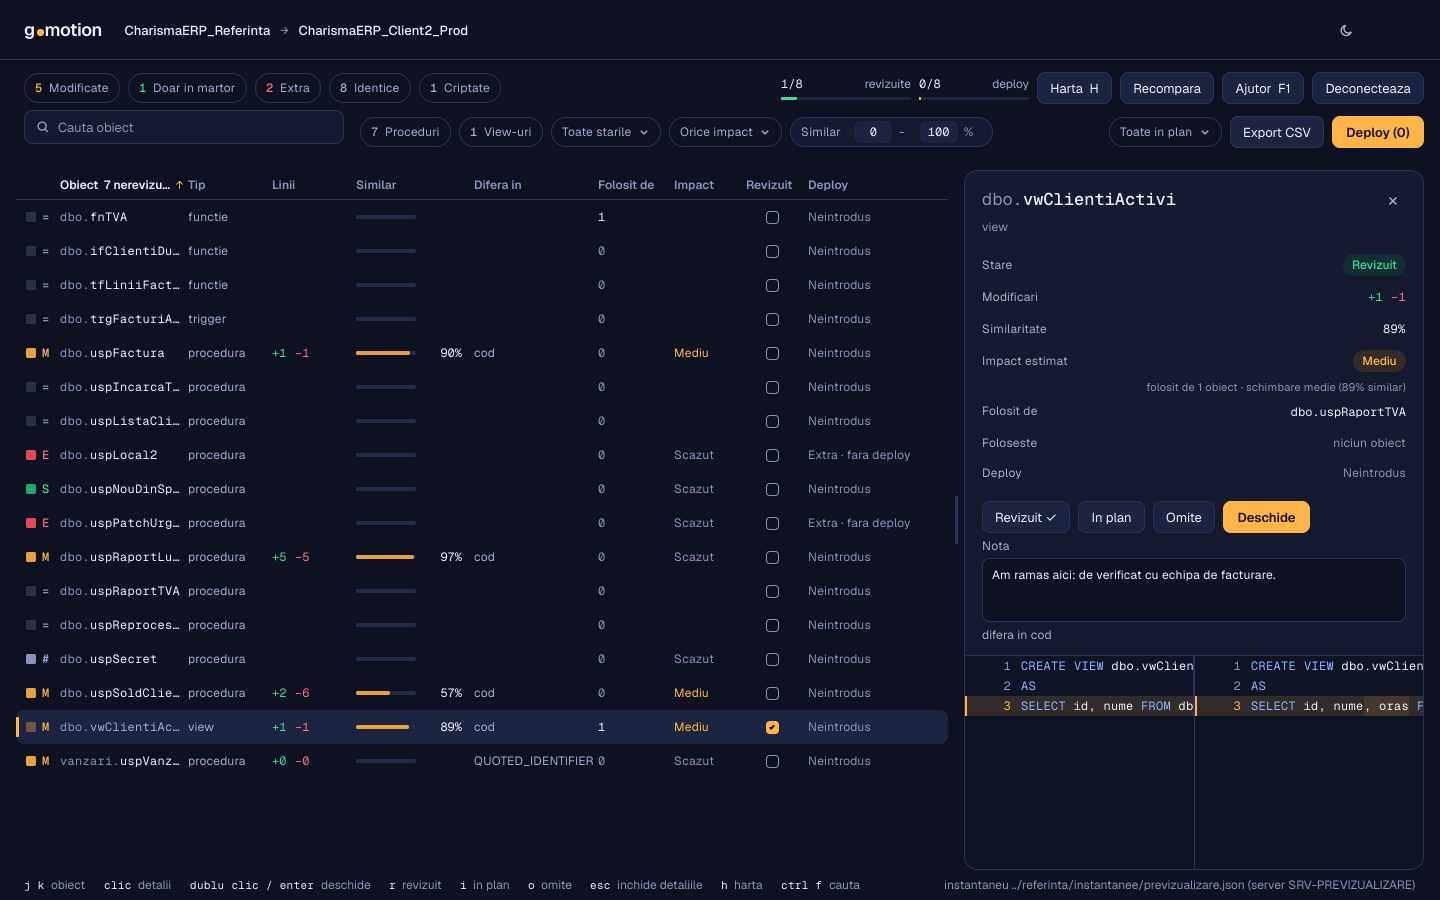 gomotion CharismaERP_Referinta → CharismaERP_Client2_Prod
5 Modificate 1 Doar in martor 2 Extra 8 Identice 1 Criptate 1/8 revizuite 0/8 deploy Harta H Recompara Ajutor F1 Deconecteaza
Cauta obiect 7 Proceduri 1 View-uri Toate starile Orice impact Similar 0 – 100 % Toate in plan Export CSV Deploy (0)
Obiect 7 nerevizu... ↑ Tip Linii Similar Difera in Folosit de Impact Revizuit Deploy
= dbo.fnTVA functie 1 Neintrodus
= dbo.ifClientiDu… functie 0 Neintrodus
= dbo.tfLiniiFact… functie 0 Neintrodus
= dbo.trgFacturiA… trigger 0 Neintrodus
M dbo.uspFactura procedura +1 −1 90% cod 0 Mediu Neintrodus
= dbo.uspIncarcaT… procedura 0 Neintrodus
= dbo.uspListaCli… procedura 0 Neintrodus
E dbo.uspLocal2 procedura 0 Scazut Extra · fara deploy
S dbo.uspNouDinSp… procedura 0 Scazut Neintrodus
E dbo.uspPatchUrg… procedura 0 Scazut Extra · fara deploy
M dbo.uspRaportLu… procedura +5 −5 97% cod 0 Scazut Neintrodus
= dbo.uspRaportTVA procedura 0 Neintrodus
= dbo.uspReproces… procedura 0 Neintrodus
# dbo.uspSecret procedura 0 Scazut Neintrodus
M dbo.uspSoldClie… procedura +2 −6 57% cod 0 Mediu Neintrodus
M dbo.vwClientiAc… view +1 −1 89% cod 1 Mediu Neintrodus
M vanzari.uspVanz… procedura +0 −0 QUOTED_IDENTIFIER 0 Scazut Neintrodus
dbo.vwClientiActivi ×
view
Stare Revizuit
Modificari +1 −1
Similaritate 89%
Impact estimat Mediu
folosit de 1 obiect · schimbare medie (89% similar)
Folosit de dbo.uspRaportTVA
Foloseste niciun obiect
Deploy Neintrodus
Revizuit ✓ In plan Omite Deschide
Nota
Am ramas aici: de verificat cu echipa de facturare.
difera in cod
1 CREATE VIEW dbo.vwClien 1 CREATE VIEW dbo.vwClien
2 AS 2 AS
3 SELECT id, nume FROM db 3 SELECT id, nume, oras F
j k obiect clic detalii dublu clic / enter deschide r revizuit i in plan o omite esc inchide detaliile h harta ctrl f cauta instantaneu ../referinta/instantanee/previzualizare.json (server SRV-PREVIZUALIZARE)